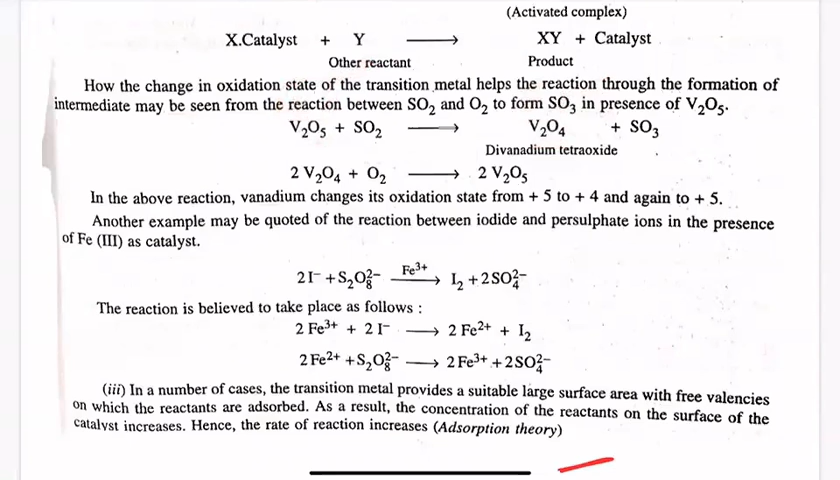 (Activated complex)
X.Catalyst + Y ⟶ XY + Catalyst
Other reactant Product
How the change in oxidation state of the transition metal helps the reaction through the formation of
intermediate may be seen from the reaction between SO₂ and O₂ to form SO₃ in presence of V₂O₅.
V₂O₅ + SO₂ ⟶ V₂O₄ + SO₃
Divanadium tetraoxide
2 V₂O₄ + O₂ ⟶ 2 V₂O₅
In the above reaction, vanadium changes its oxidation state from + 5 to + 4 and again to + 5.
Another example may be quoted of the reaction between iodide and persulphate ions in the presence
of Fe (III) as catalyst.
2I⁻ + S₂O₈²⁻ ⟶ I₂ + 2SO₄²⁻
Fe³⁺
The reaction is believed to take place as follows :
2 Fe³⁺ + 2 I⁻ ⟶ 2 Fe²⁺ + I₂
2 Fe²⁺ + S₂O₈²⁻ ⟶ 2 Fe³⁺ + 2SO₄²⁻
(iii) In a number of cases, the transition metal provides a suitable large surface area with free valencies
on which the reactants are adsorbed. As a result, the concentration of the reactants on the surface of the
catalyst increases. Hence, the rate of reaction increases (Adsorption theory)